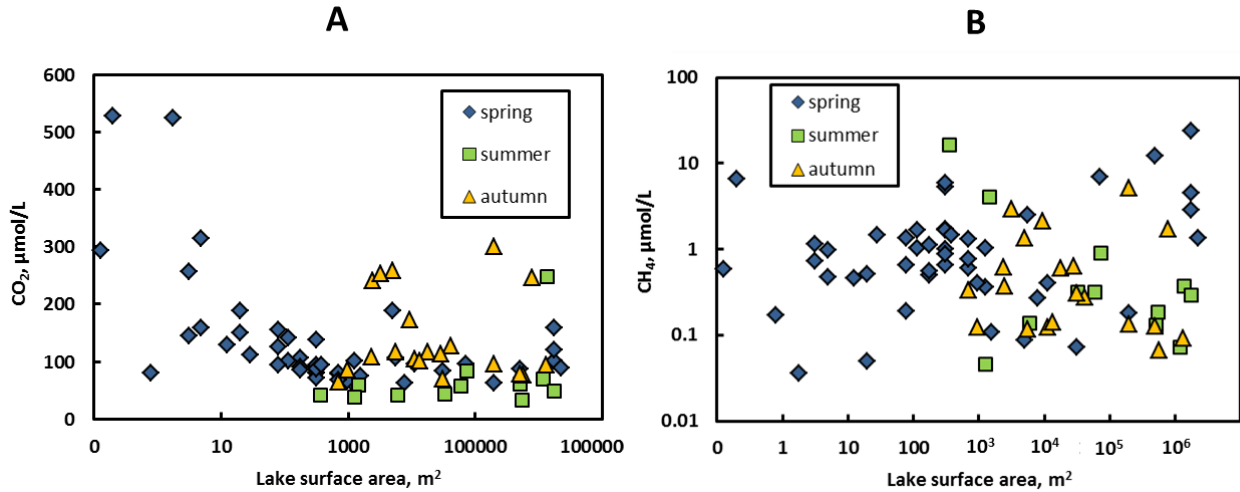 A
B
600
500
400
300
200
100
0
CO2, µmol/L
spring
summer
autumn
0
10
1000
100000
100000
Lake surface area, m²
100
10
1
0.1
0.01
CH4, µmol/L
spring
summer
autumn
0
1
10
100
10³
10⁴
10⁵
10⁶
Lake surface area, m²